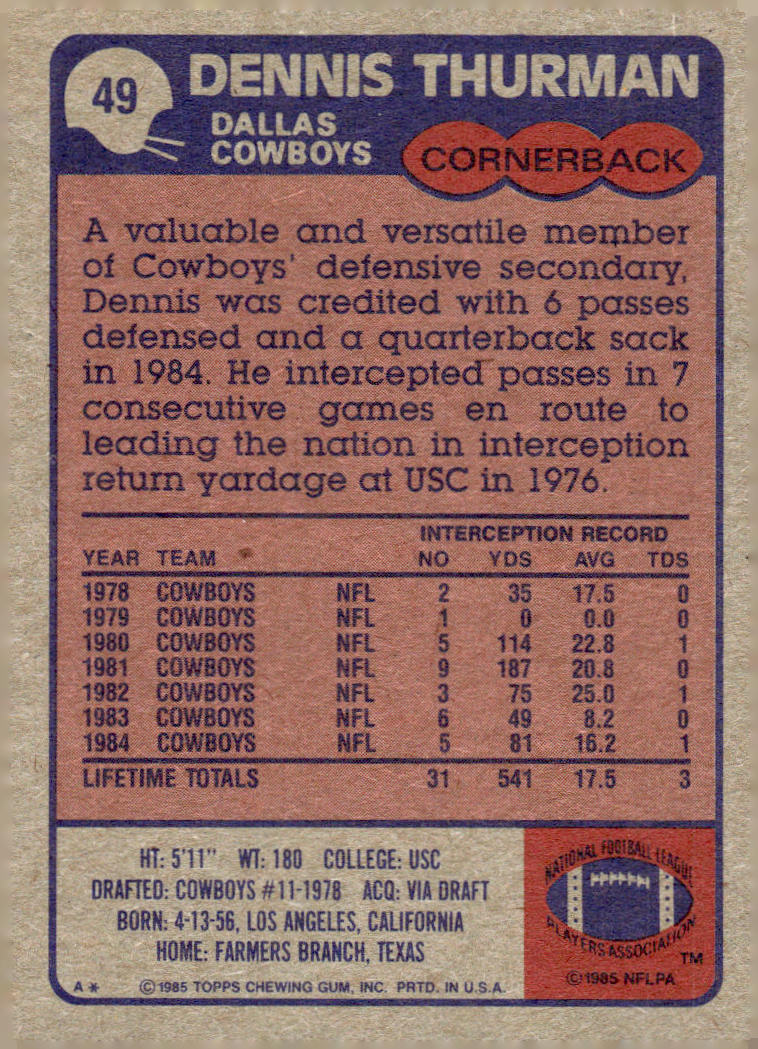 49
DENNIS THURMAN
DALLAS
COWBOYS
CORNERBACK
A valuable and versatile member
of Cowboys' defensive secondary,
Dennis was credited with 6 passes
defensed and a quarterback sack
in 1984. He intercepted passes in 7
consecutive games en route to
leading the nation in interception
return yardage at USC in 1976.
INTERCEPTION RECORD
YEAR TEAM NO YDS AVG TDS
1978 COWBOYS NFL 2 35 17.5 0
1979 COWBOYS NFL 1 0 0.0 0
1980 COWBOYS NFL 5 114 22.8 1
1981 COWBOYS NFL 9 187 20.8 0
1982 COWBOYS NFL 3 75 25.0 1
1983 COWBOYS NFL 6 49 8.2 0
1984 COWBOYS NFL 5 81 16.2 1
LIFETIME TOTALS 31 541 17.5 3
HT: 5'11" WT: 180 COLLEGE: USC
DRAFTED: COWBOYS #11-1978 ACQ: VIA DRAFT
BORN: 4-13-56, LOS ANGELES, CALIFORNIA
HOME: FARMERS BRANCH, TEXAS
A * © 1985 TOPPS CHEWING GUM, INC. PRTD. IN U.S.A.
NATIONAL FOOTBALL LEAGUE
PLAYERS ASSOCIATION
TM
© 1985 NFLPA